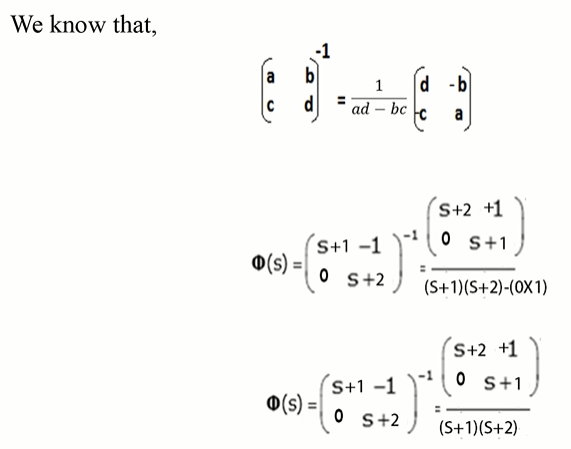 We know that,
(a b; c d)^-1 = 1/(ad − bc) (d -b; -c a)
Φ(s) = (S+1 −1; 0 S+2)^−1 = (S+2 +1; 0 S+1)/((S+1)(S+2)-(0X1))
Φ(s) = (S+1 −1; 0 S+2)^−1 = (S+2 +1; 0 S+1)/((S+1)(S+2))